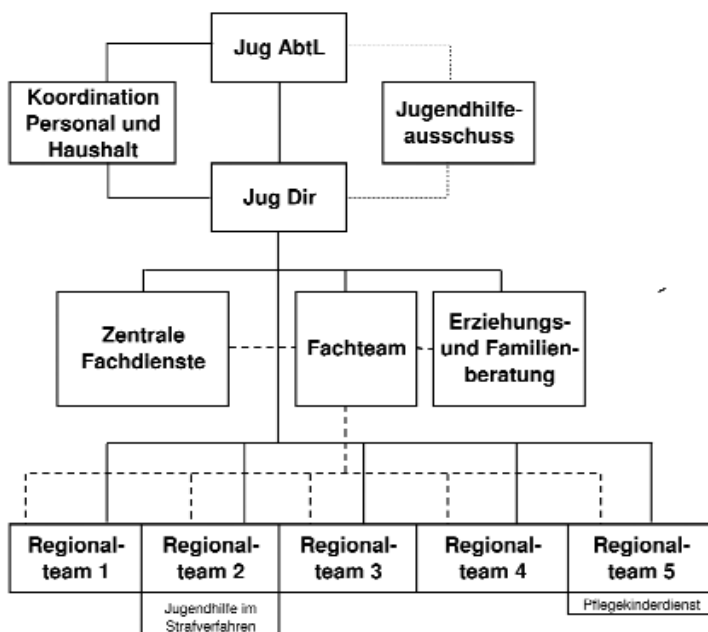 Jug AbtL
Koordination
Personal und
Haushalt
Jugendhilfe-
ausschuss
Jug Dir
Zentrale
Fachdienste
Fachteam
Erziehungs-
und Familien-
beratung
Regional-
team 1
Regional-
team 2
Regional-
team 3
Regional-
team 4
Regional-
team 5
Jugendhilfe im
Strafverfahren
Pflegekinderdienst